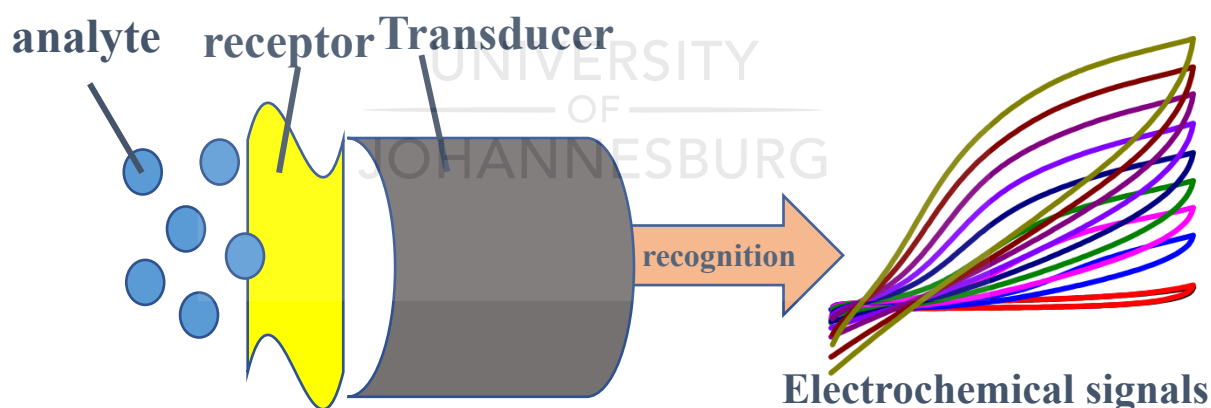 analyte
receptor
Transducer
UNIVERSITY
OF
JOHANNESBURG
recognition
Electrochemical signals